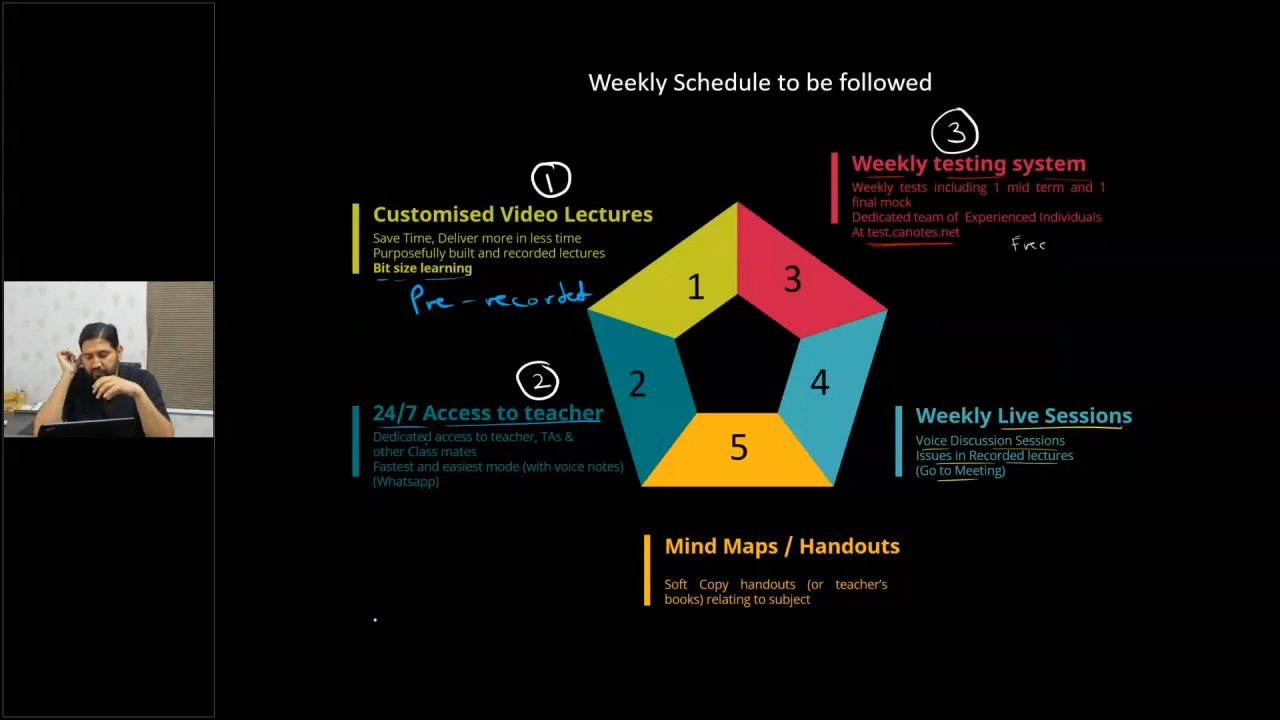 Weekly Schedule to be followed
1
Customised Video Lectures
Save Time, Deliver more in less time
Purposefully built and recorded lectures
Bit size learning
Pre-recorded
2
24/7 Access to teacher
Dedicated access to teacher, TAs &
other Class mates
Fastest and easiest mode (with voice notes)
(Whatsapp)
3
Weekly testing system
Weekly tests including 1 mid term and 1
final mock
Dedicated team of Experienced Individuals
At test.canotes.net
Free
1
3
2
4
5
Weekly Live Sessions
Voice Discussion Sessions
Issues in Recorded lectures
(Go to Meeting)
Mind Maps / Handouts
Soft Copy handouts (or teacher's
books) relating to subject